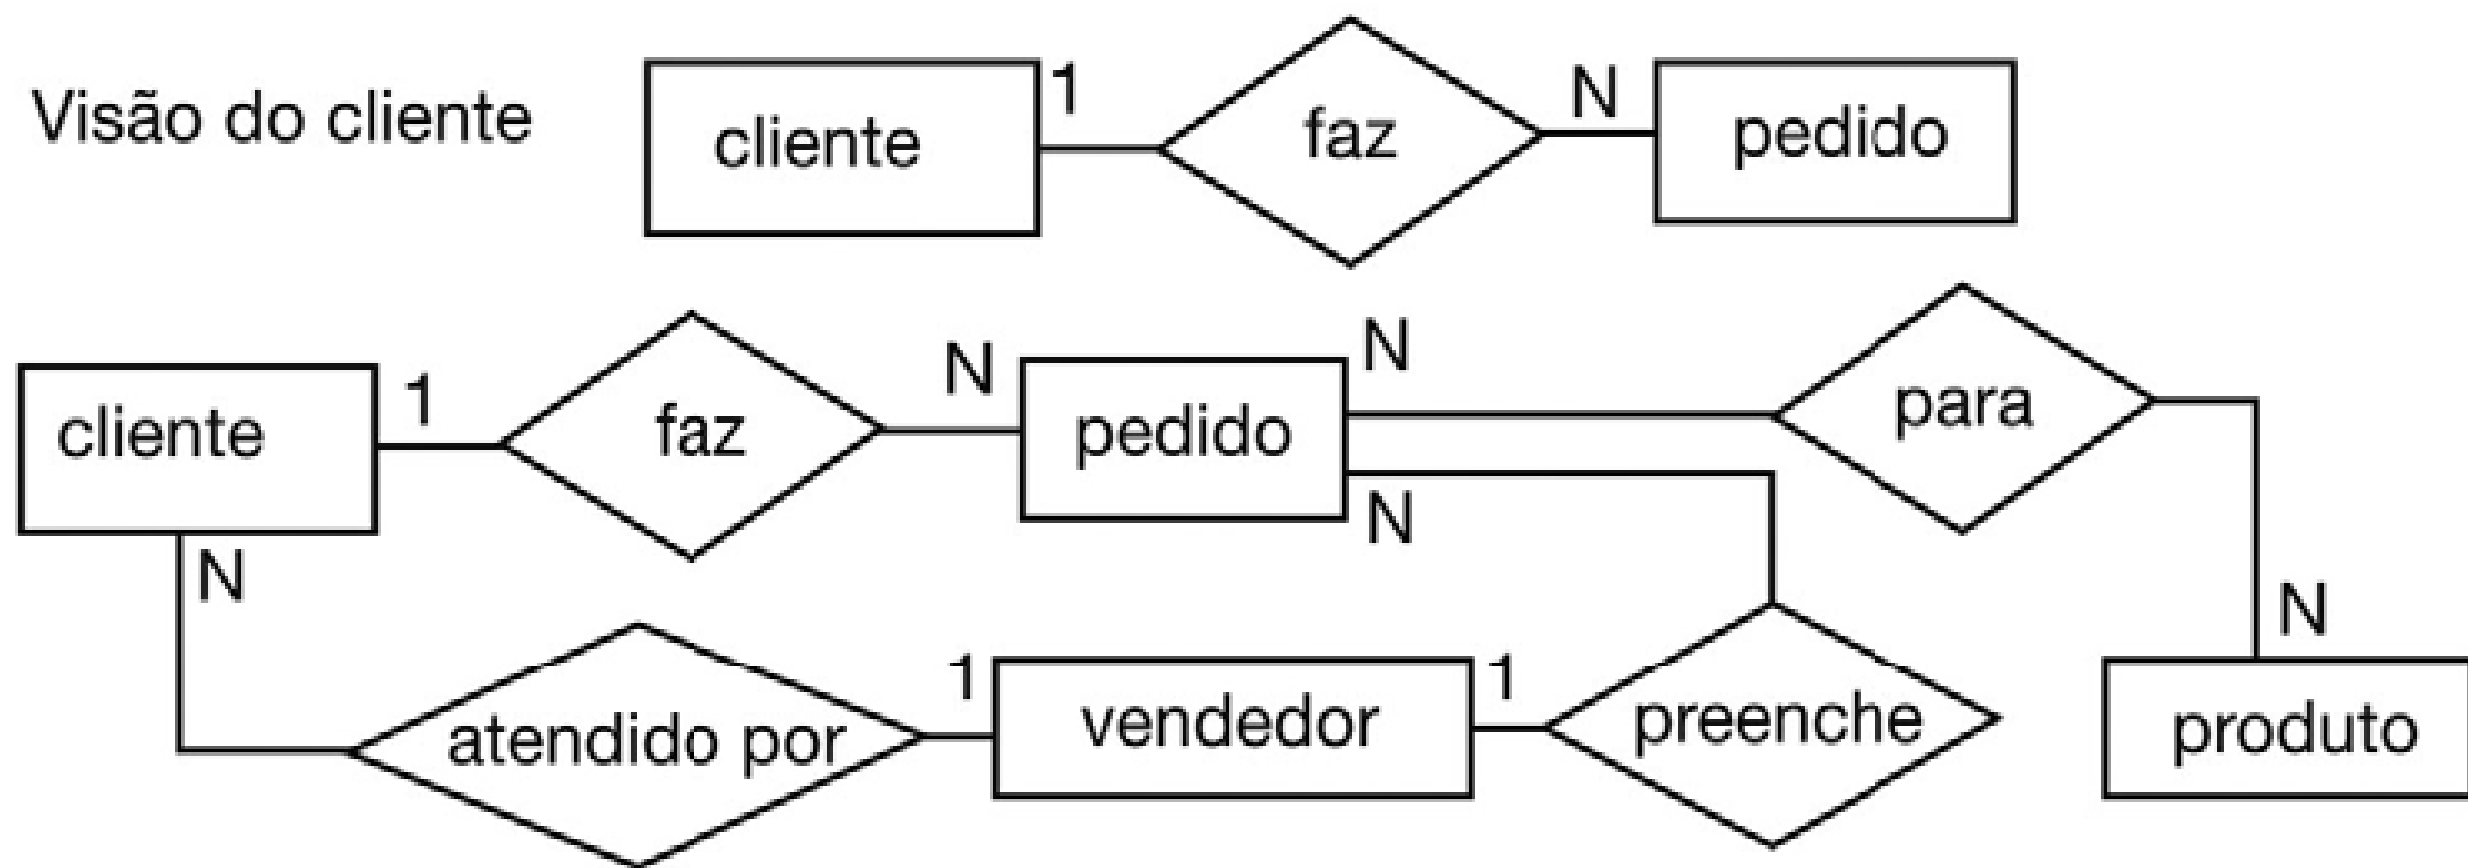 Visão do cliente
cliente 1 faz N pedido
cliente 1 faz N pedido N para
N N
N
atendido por 1 vendedor 1 preenche produto